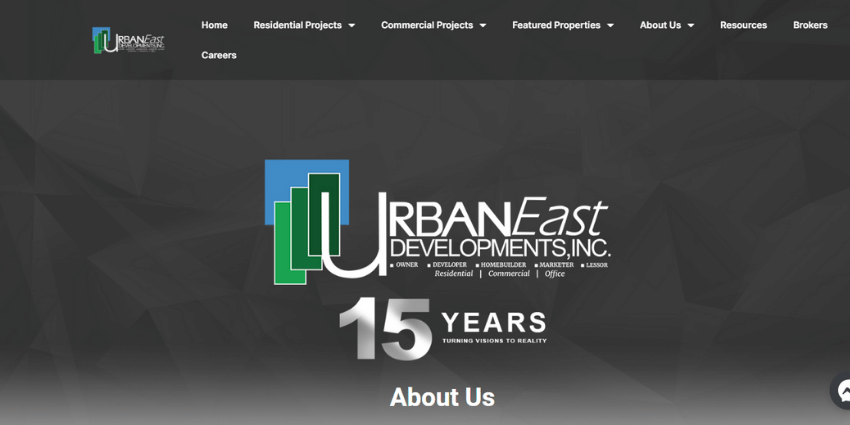 URBANEast
DEVELOPMENTS,INC.
Home Residential Projects Commercial Projects Featured Properties About Us Resources Brokers
Careers
URBANEast
DEVELOPMENTS,INC.
▪ OWNER ▪ DEVELOPER ▪ HOMEBUILDER ▪ MARKETER ▪ LESSOR
Residential | Commercial | Office
15 YEARS
TURNING VISIONS TO REALITY
About Us